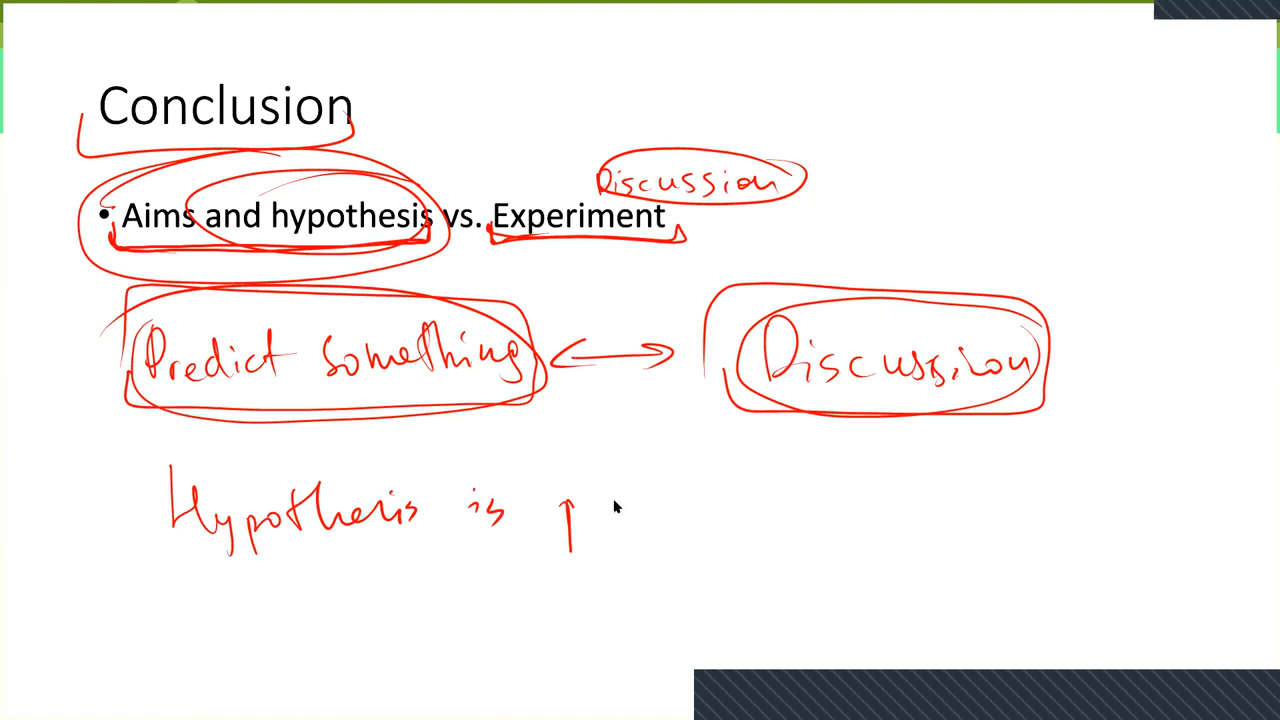 Conclusion
Discussion
• Aims and hypothesis vs. Experiment
Predict something ↔ Discussion
Hypothesis is ↑